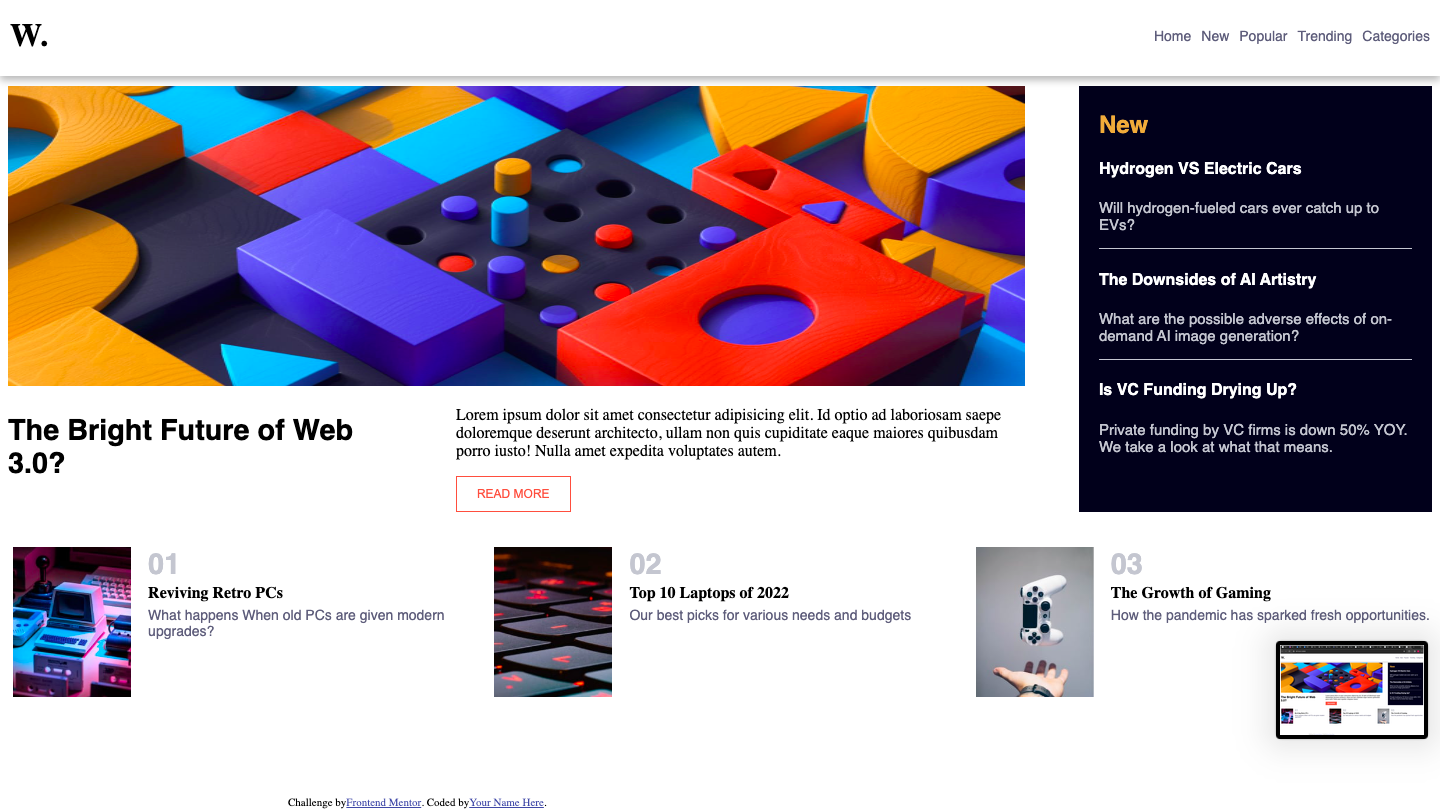 W.
Home New Popular Trending Categories
New
Hydrogen VS Electric Cars
Will hydrogen-fueled cars ever catch up to
EVs?
The Downsides of AI Artistry
What are the possible adverse effects of on-
demand AI image generation?
Is VC Funding Drying Up?
Private funding by VC firms is down 50% YOY.
We take a look at what that means.
The Bright Future of Web
3.0?
Lorem ipsum dolor sit amet consectetur adipisicing elit. Id optio ad laboriosam saepe
doloremque deserunt architecto, ullam non quis cupiditate eaque maiores quibusdam
porro iusto! Nulla amet expedita voluptates autem.
READ MORE
01
Reviving Retro PCs
What happens When old PCs are given modern
upgrades?
02
Top 10 Laptops of 2022
Our best picks for various needs and budgets
03
The Growth of Gaming
How the pandemic has sparked fresh opportunities.
The Bright Future of Web
3.0?
Challenge by Frontend Mentor. Coded by Your Name Here.